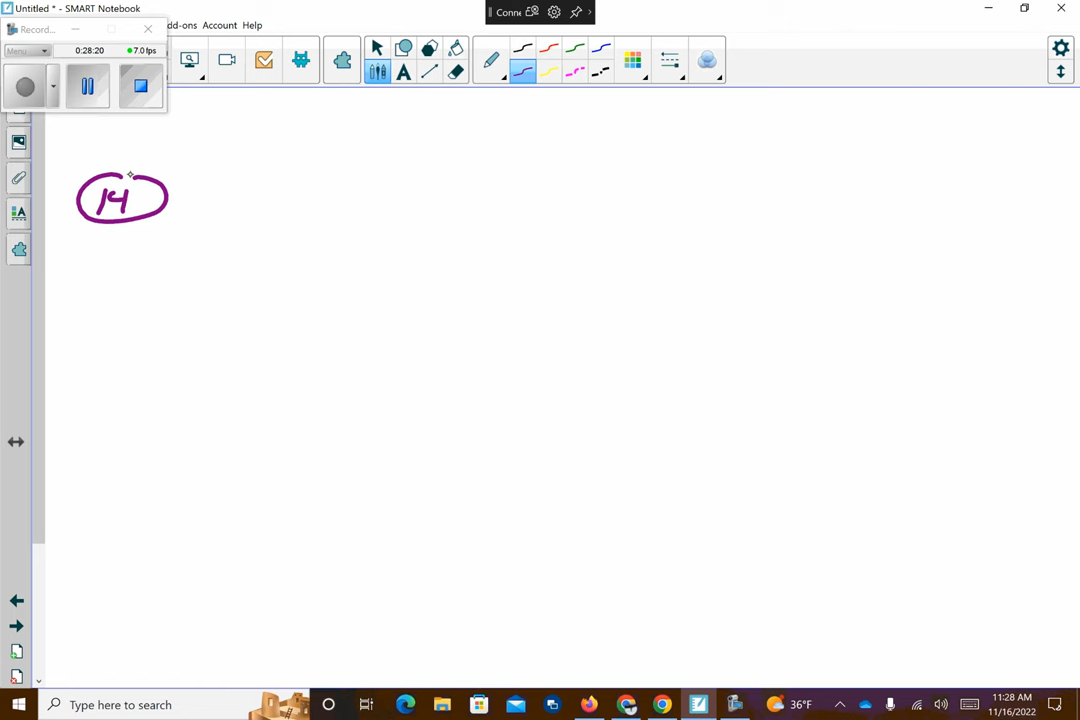 Untitled * - SMART Notebook
Conne
Record...
dd-ons Account Help
Menu 0:28:20 7.0 fps
14
Type here to search
36°F
11:28 AM
11/16/2022